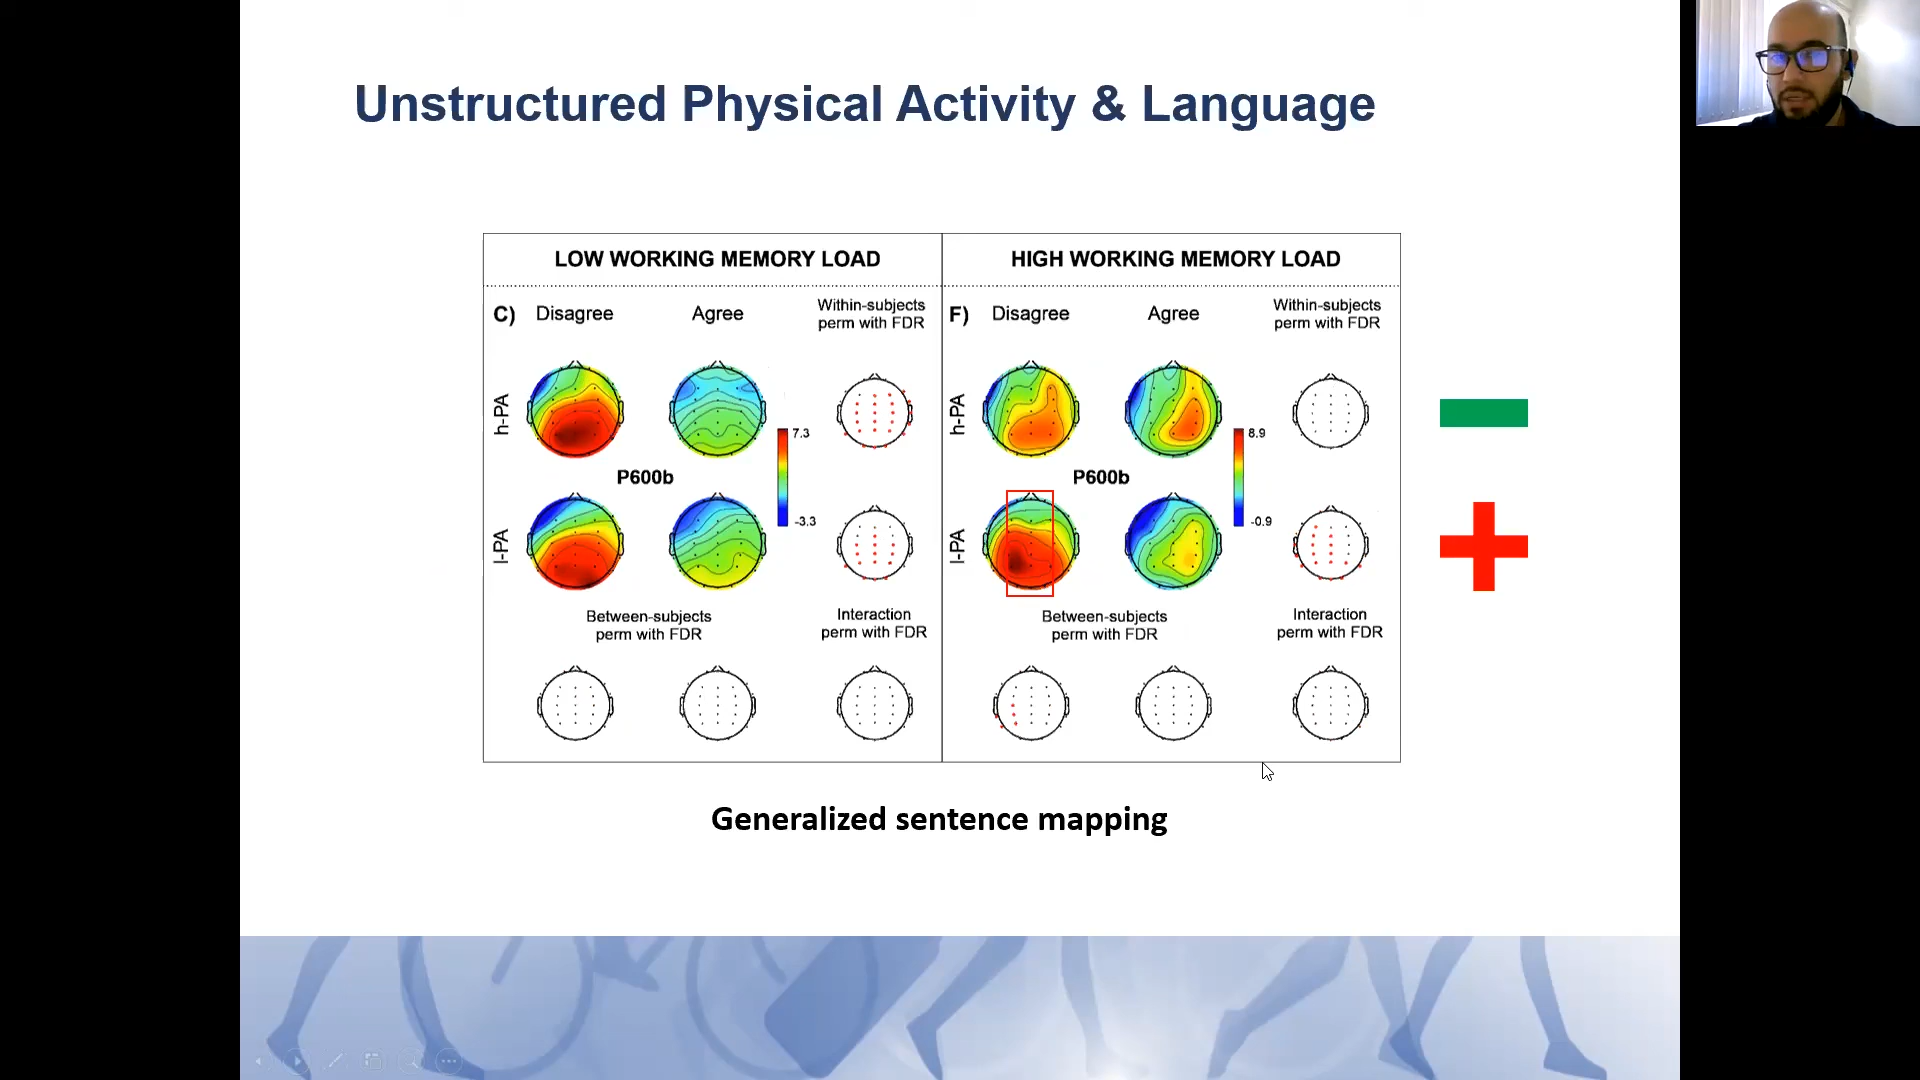 Unstructured Physical Activity & Language
LOW WORKING MEMORY LOAD
C) Disagree Agree Within-subjects
perm with FDR
h-PA
7.3
P600b
-3.3
l-PA
Between-subjects
perm with FDR
Interaction
perm with FDR
HIGH WORKING MEMORY LOAD
F) Disagree Agree Within-subjects
perm with FDR
h-PA
8.9
P600b
-0.9
l-PA
Between-subjects
perm with FDR
Interaction
perm with FDR
Generalized sentence mapping